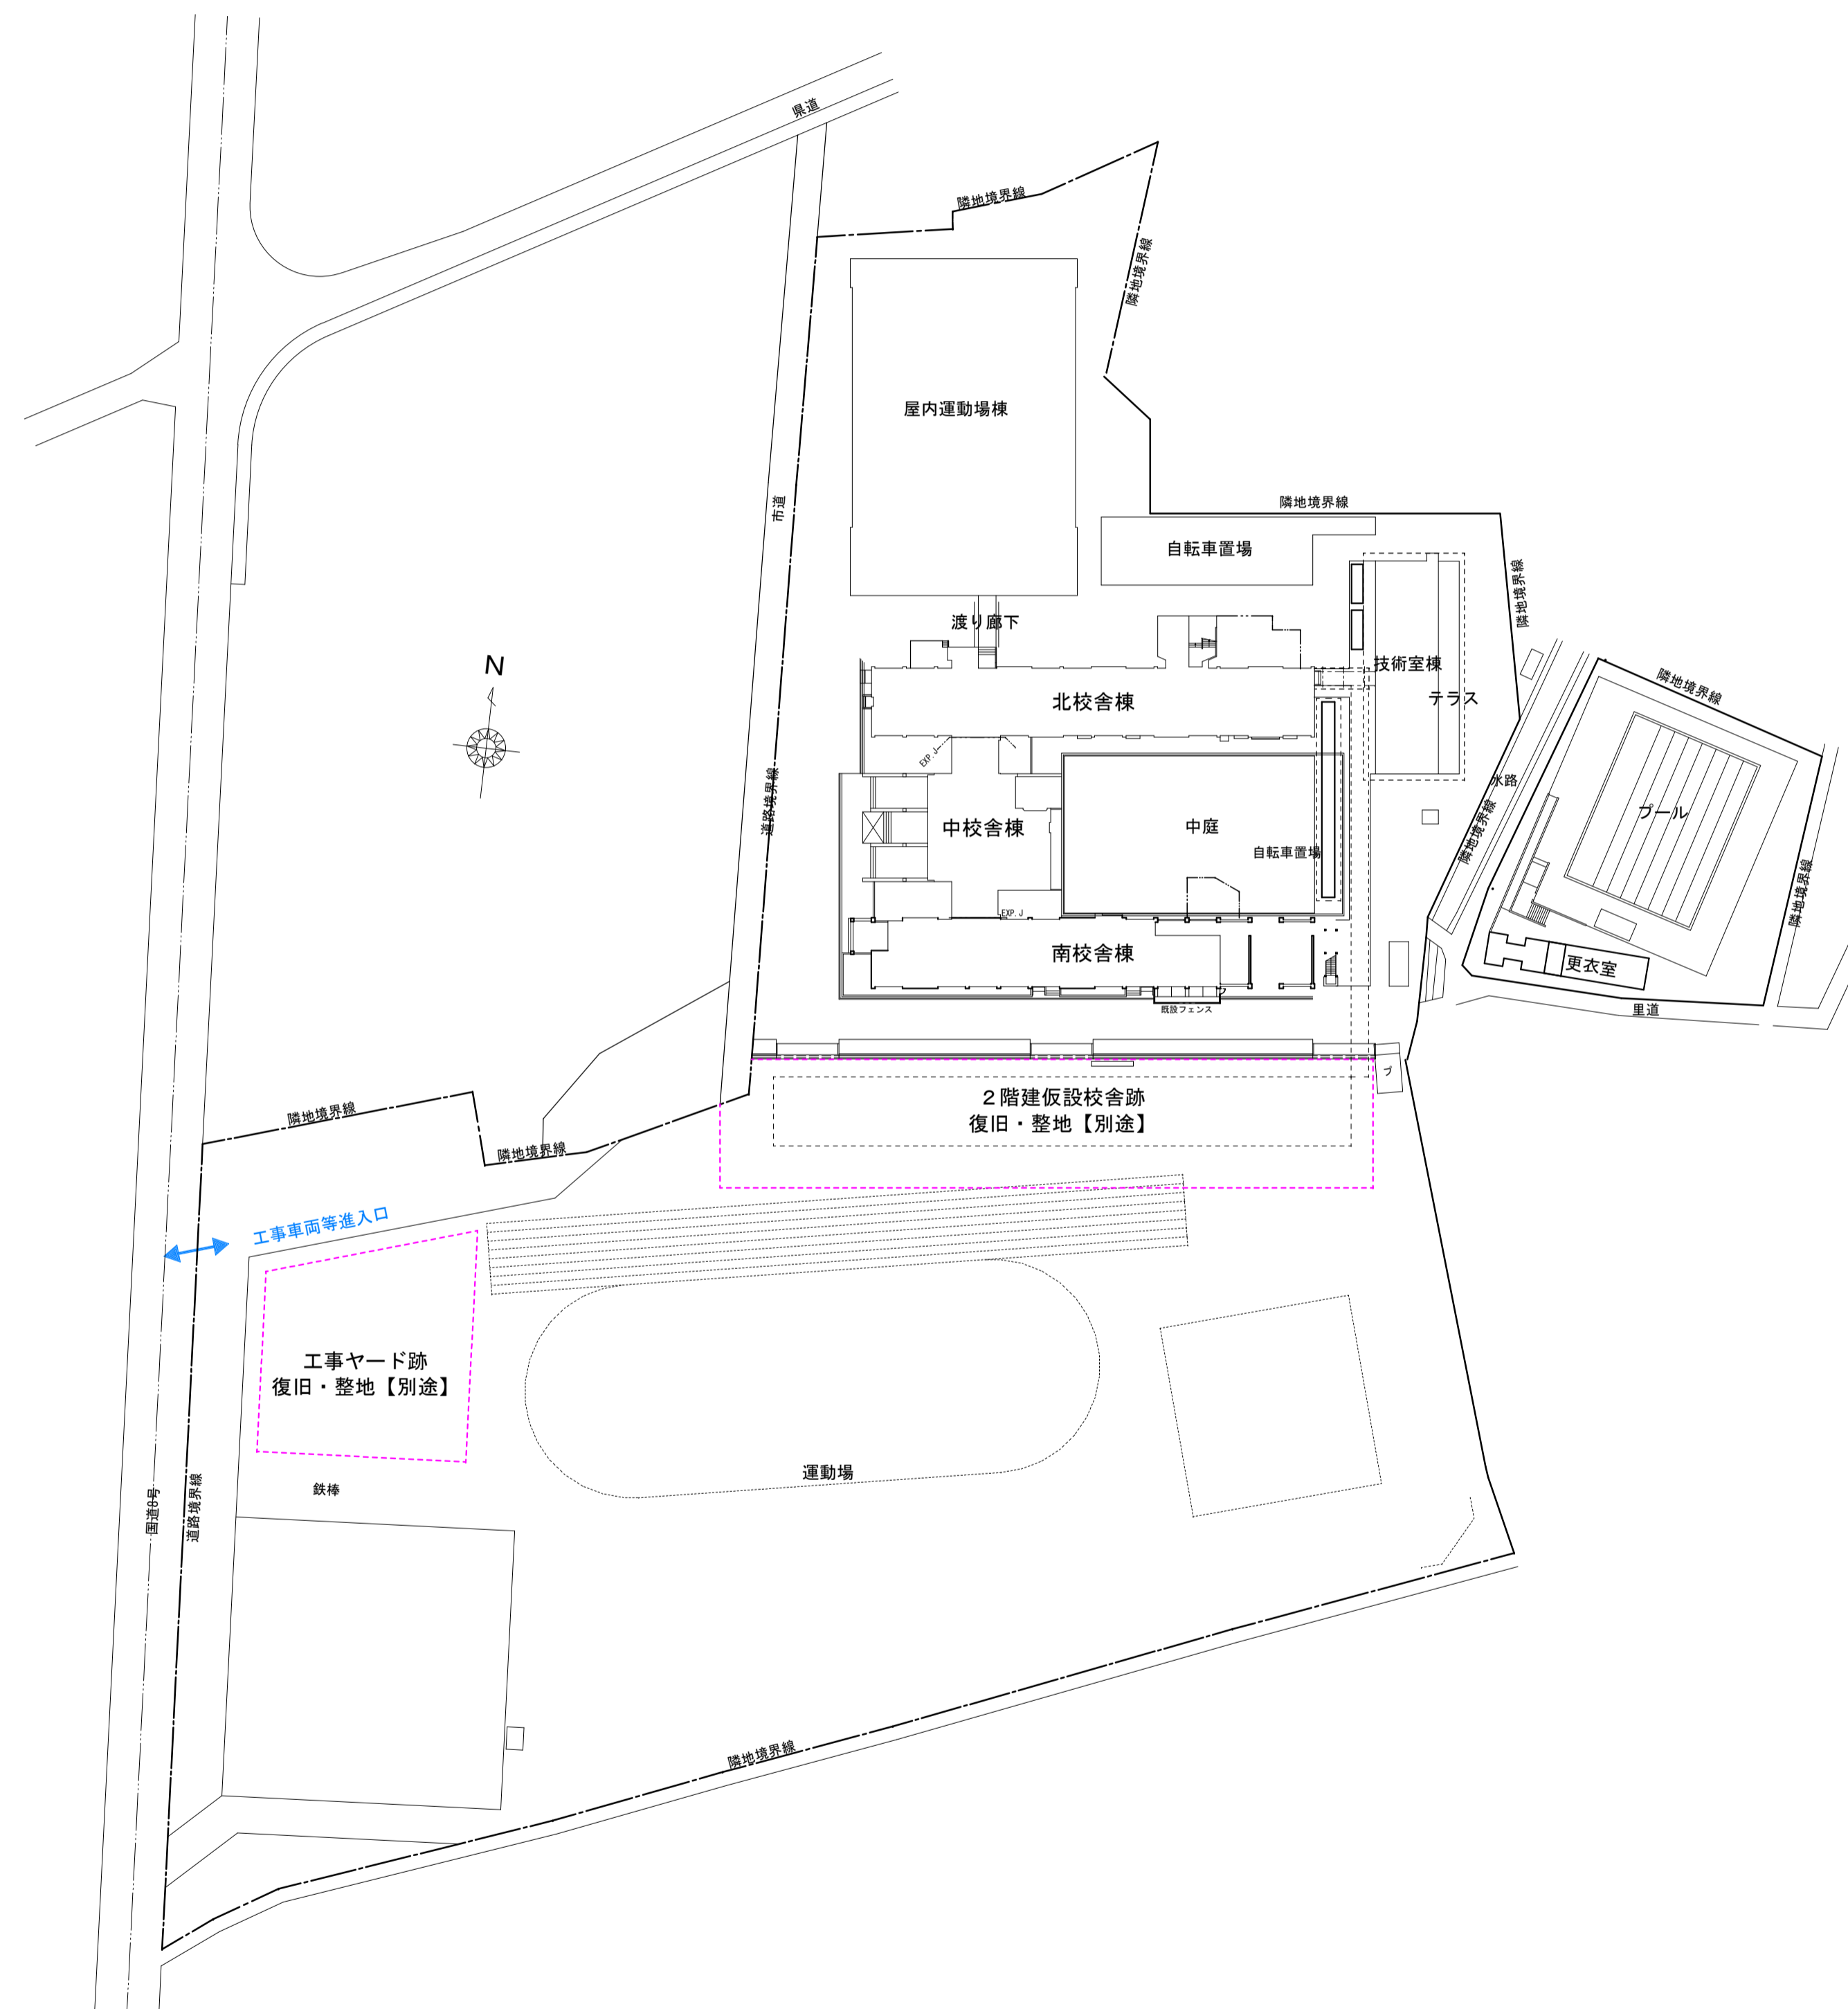 県道
隣地境界線
隣地境界線
屋内運動場棟
市道
隣地境界線
自転車置場
隣地境界線
渡り廊下
N
技術室棟
隣地境界線
テラス
北校舎棟
EXP.J
水路
道路境界線
中校舎棟
中庭
プール
隣地境界線
自転車置場
隣地境界線
EXP.J
南校舎棟
更衣室
既設フェンス
里道
プ
隣地境界線
２階建仮設校舎跡
復旧・整地【別途】
隣地境界線
工事車両等進入口
工事ヤード跡
復旧・整地【別途】
運動場
鉄棒
国道8号
道路境界線
隣地境界線